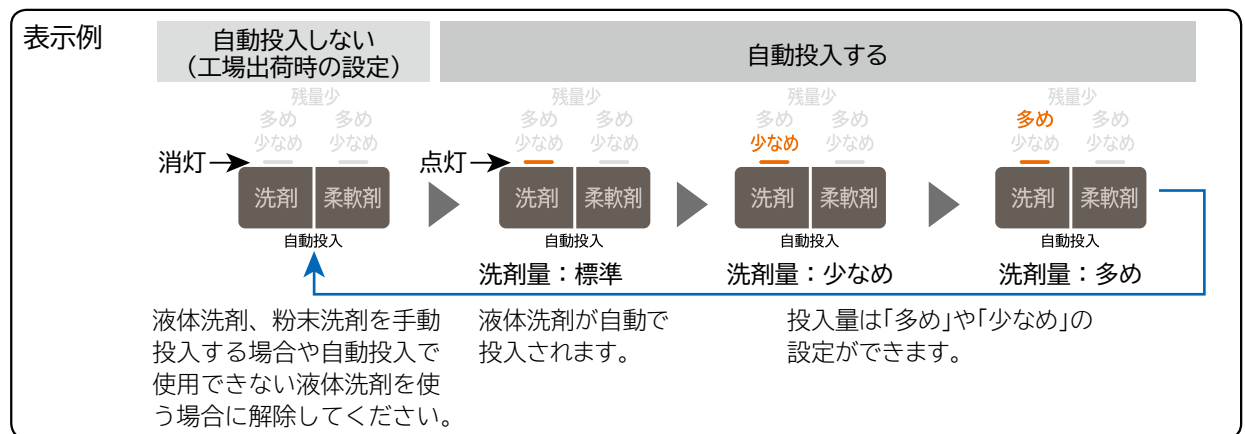 表示例
自動投入しない
（工場出荷時の設定）
自動投入する
残量少
多め 多め
少なめ 少なめ
消灯
洗剤 柔軟剤
自動投入
残量少
多め 多め
少なめ 少なめ
点灯
洗剤 柔軟剤
自動投入
洗剤量：標準
残量少
多め 多め
少なめ 少なめ
洗剤 柔軟剤
自動投入
洗剤量：少なめ
残量少
多め 多め
少なめ 少なめ
洗剤 柔軟剤
自動投入
洗剤量：多め
液体洗剤、粉末洗剤を手動
投入する場合や自動投入で
使用できない液体洗剤を使
う場合に解除してください。
液体洗剤が自動で
投入されます。
投入量は｢多め｣や｢少なめ｣の
設定ができます。